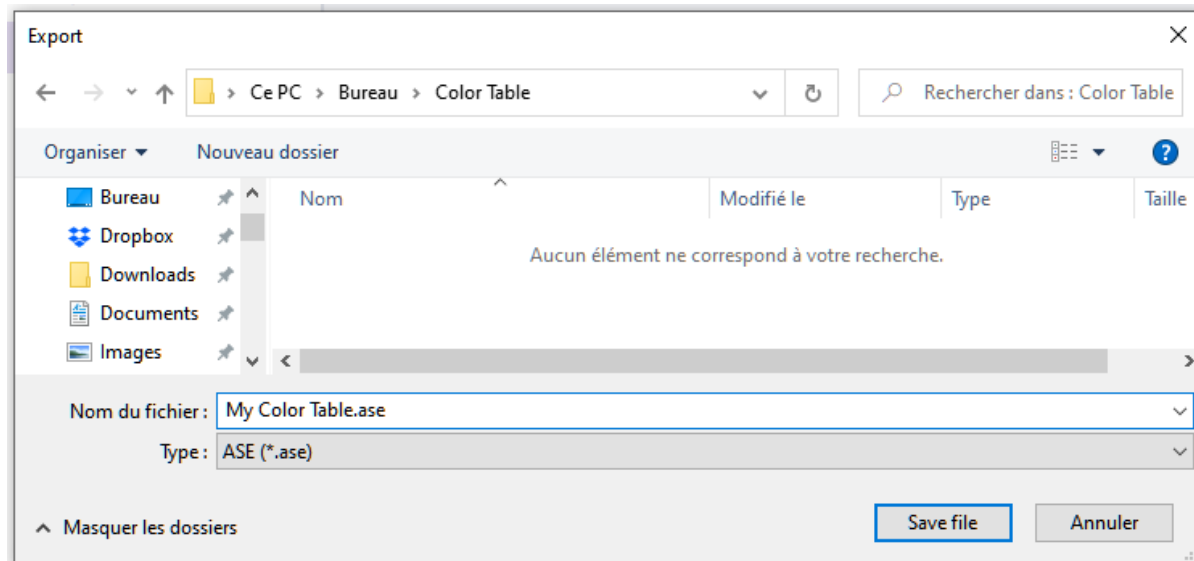 Export
Ce PC > Bureau > Color Table
Rechercher dans : Color Table
Organiser
Nouveau dossier
Nom
Modifié le
Type
Taille
Bureau
Dropbox
Downloads
Documents
Images
Aucun élément ne correspond à votre recherche.
Nom du fichier : My Color Table.ase
Type : ASE (*.ase)
Masquer les dossiers
Save file
Annuler